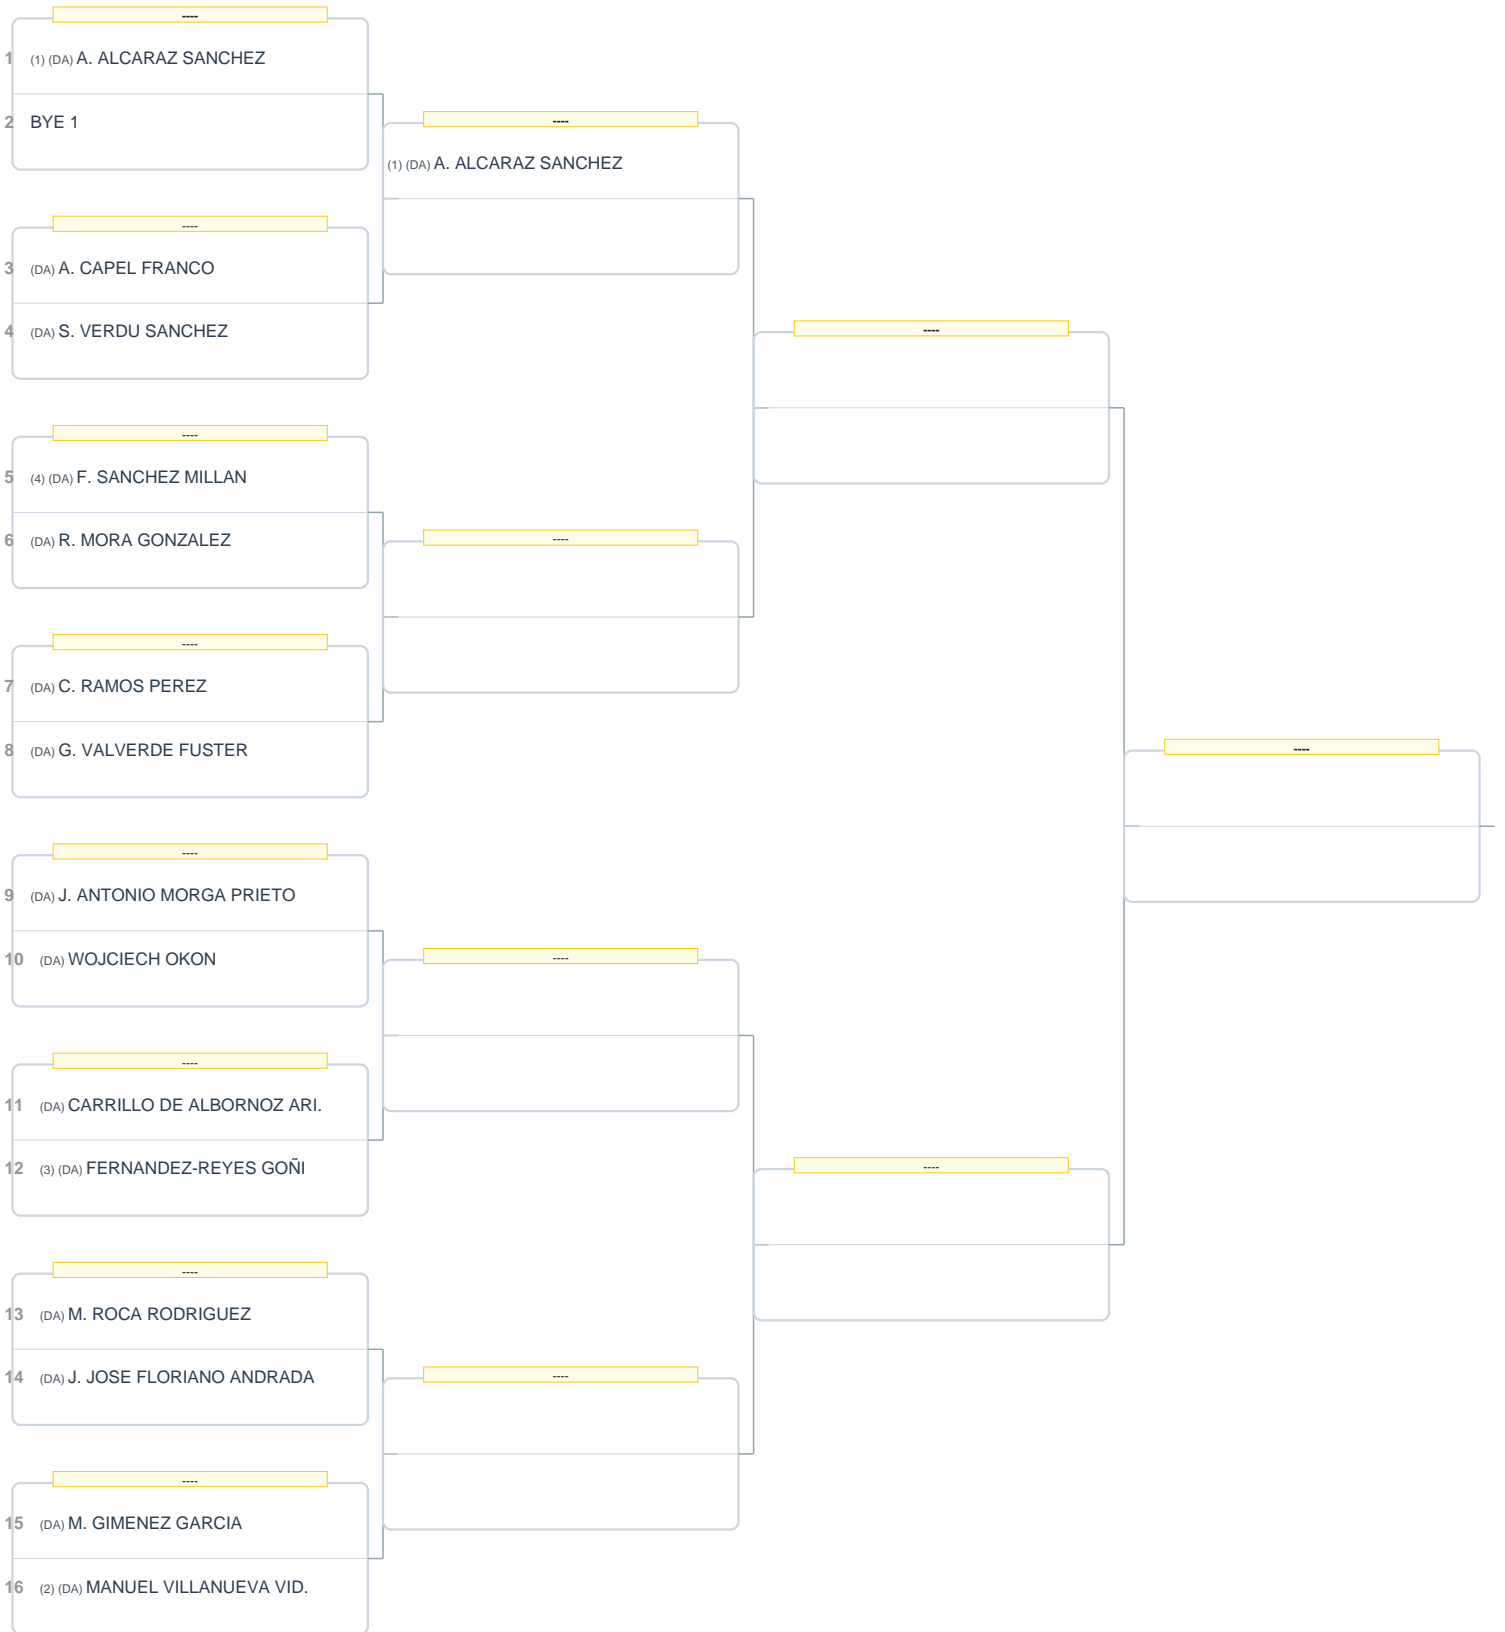 ----
1 (1) (DA) A. ALCARAZ SANCHEZ
2 BYE 1
----
3 (DA) A. CAPEL FRANCO
4 (DA) S. VERDU SANCHEZ
----
5 (4) (DA) F. SANCHEZ MILLAN
6 (DA) R. MORA GONZALEZ
----
7 (DA) C. RAMOS PEREZ
8 (DA) G. VALVERDE FUSTER
----
9 (DA) J. ANTONIO MORGA PRIETO
10 (DA) WOJCIECH OKON
----
11 (DA) CARRILLO DE ALBORNOZ ARI.
12 (3) (DA) FERNANDEZ-REYES GOÑI
----
13 (DA) M. ROCA RODRIGUEZ
14 (DA) J. JOSE FLORIANO ANDRADA
----
15 (DA) M. GIMENEZ GARCIA
16 (2) (DA) MANUEL VILLANUEVA VID.
----
(1) (DA) A. ALCARAZ SANCHEZ
----
----
----
----
----
----